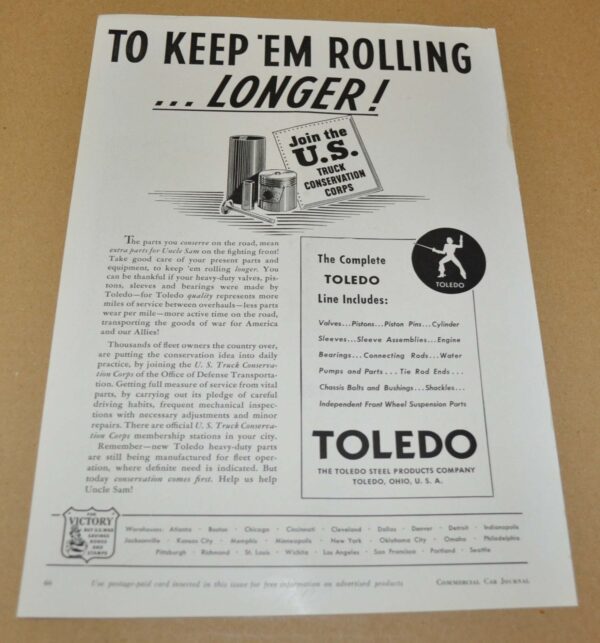 TO KEEP 'EM ROLLING
... LONGER!
Join the
U.S.
TRUCK
CONSERVATION
CORPS
The parts you conserve on the road, mean
extra parts for Uncle Sam on the fighting front!
Take good care of your present parts and
equipment, to keep 'em rolling longer. You
can be thankful if your heavy-duty valves, pis-
tons, sleeves and bearings were made by
Toledo—for Toledo quality represents more
miles of service between overhauls—less parts
wear per mile—more active time on the road,
transporting the goods of war for America
and our Allies!
Thousands of fleet owners the country over,
are putting the conservation idea into daily
practice, by joining the U. S. Truck Conserva-
tion Corps of the Office of Defense Transporta-
tion. Getting full measure of service from vital
parts, by carrying out its pledge of careful
driving habits, frequent mechanical inspec-
tions with necessary adjustments and minor
repairs. There are official U. S. Truck Conserva-
tion Corps membership stations in your city.
Remember—new Toledo heavy-duty parts
are still being manufactured for fleet oper-
ation, where definite need is indicated. But
today conservation comes first. Help us help
Uncle Sam!
TOLEDO
The Complete
TOLEDO
Line Includes:
Valves...Pistons...Piston Pins...Cylinder
Sleeves...Sleeve Assemblies...Engine
Bearings...Connecting Rods...Water
Pumps and Parts...Tie Rod Ends...
Chassis Bolts and Bushings...Shackles...
Independent Front Wheel Suspension Parts
TOLEDO
THE TOLEDO STEEL PRODUCTS COMPANY
TOLEDO, OHIO, U. S. A.
FOR
VICTORY
BUY U.S. WAR
SAVINGS
BONDS
AND
STAMPS
Warehouses: Atlanta · Boston · Chicago · Cincinnati · Cleveland · Dallas · Denver · Detroit · Indianapolis
Jacksonville · Kansas City · Memphis · Minneapolis · New York · Oklahoma City · Omaha · Philadelphia
Pittsburgh · Richmond · St. Louis · Wichita · Los Angeles · San Francisco · Portland · Seattle
66
Use postage-paid card inserted in this issue for free information on advertised products
COMMERCIAL CAR JOURNAL